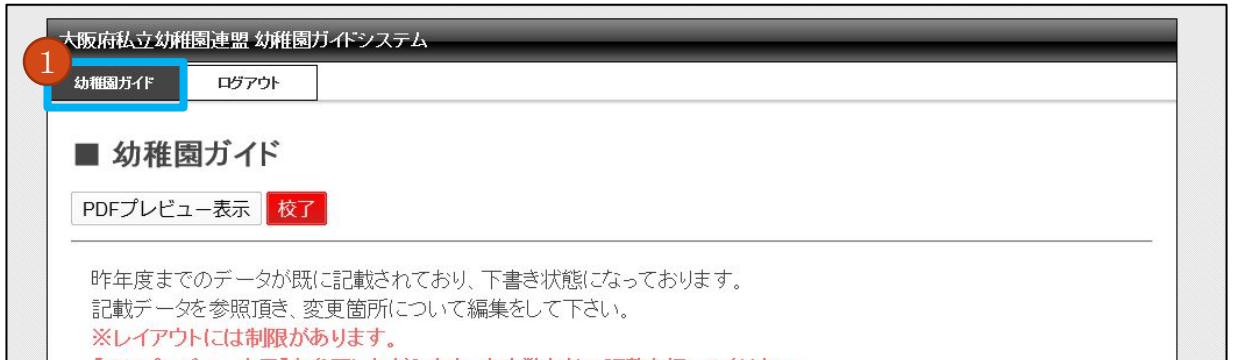 大阪府私立幼稚園連盟 幼稚園ガイドシステム
1
幼稚園ガイド ログアウト
■ 幼稚園ガイド
PDFプレビュー表示 校了
昨年度までのデータが既に記載されており、下書き状態になっております。
記載データを参照頂き、変更箇所について編集をして下さい。
※レイアウトには制限があります。